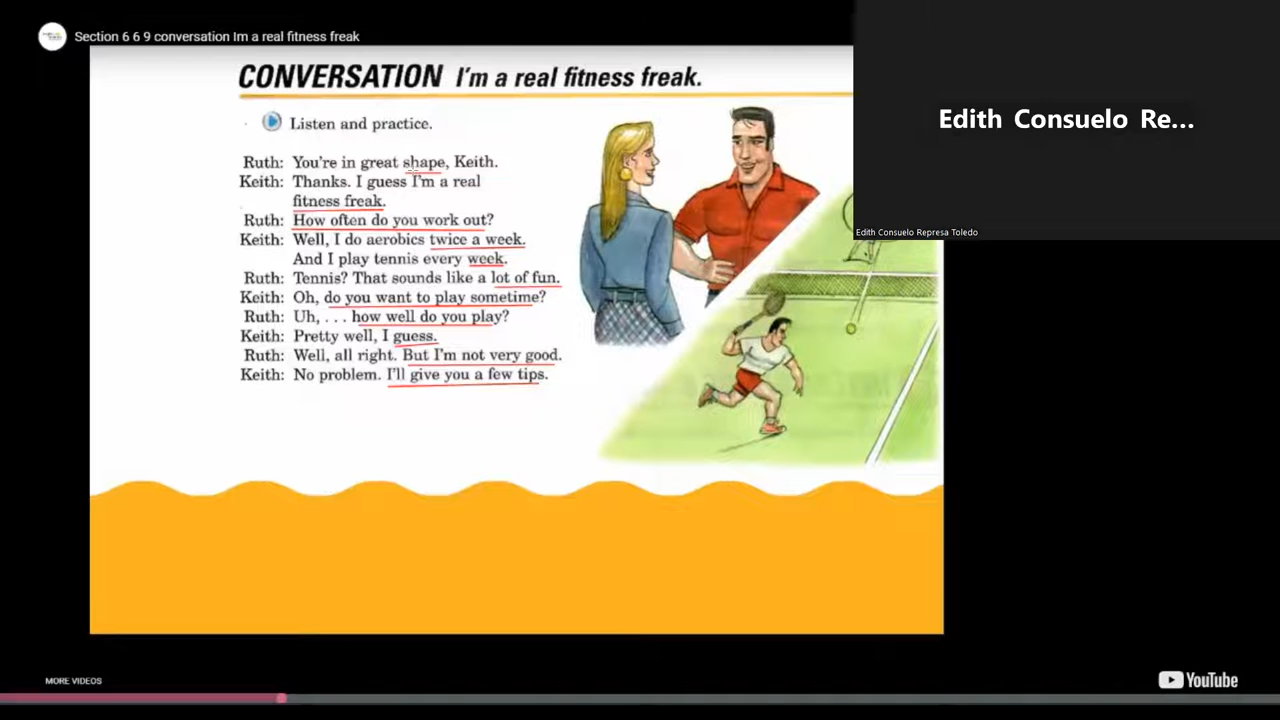 Section 6 6 9 conversation Im a real fitness freak
CONVERSATION I'm a real fitness freak.
Listen and practice.
Ruth: You're in great shape, Keith.
Keith: Thanks. I guess I'm a real
fitness freak.
Ruth: How often do you work out?
Keith: Well, I do aerobics twice a week.
And I play tennis every week.
Ruth: Tennis? That sounds like a lot of fun.
Keith: Oh, do you want to play sometime?
Ruth: Uh, . . . how well do you play?
Keith: Pretty well, I guess.
Ruth: Well, all right. But I'm not very good.
Keith: No problem. I'll give you a few tips.
Edith Consuelo Re...
Edith Consuelo Represa Toledo
MORE VIDEOS
YouTube